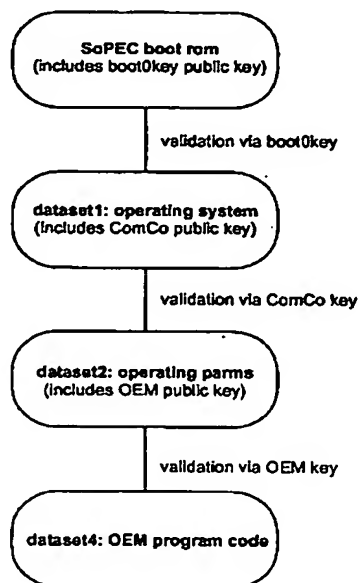 SoPEC boot rom
(includes boot0key public key)
validation via boot0key
dataset1: operating system
(includes ComCo public key)
validation via ComCo key
dataset2: operating parms
(includes OEM public key)
validation via OEM key
dataset4: OEM program code